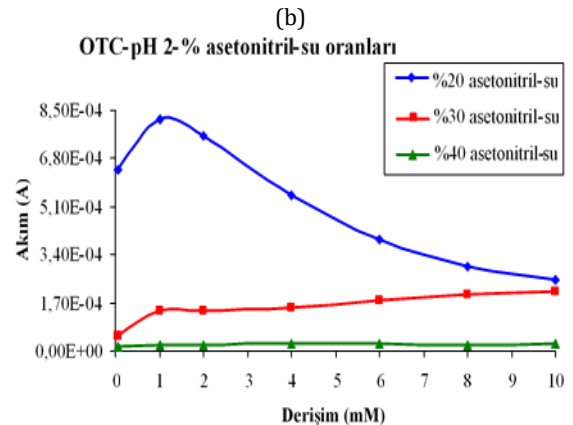 (b)
OTC-pH 2-% asetonitril-su oranları
%20 asetonitril-su
%30 asetonitril-su
%40 asetonitril-su
8,50E-04
6,80E-04
5,10E-04
3,40E-04
1,70E-04
0,00E+00
Akım (A)
0 1 2 3 4 5 6 7 8 9 10
Derişim (mM)